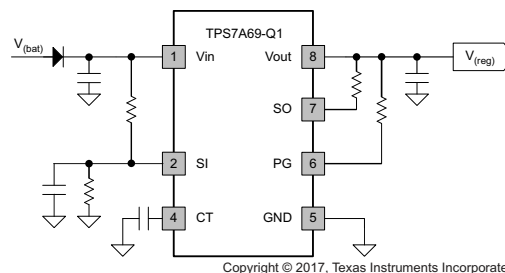 TPS7A69-Q1
V(bat)
1 Vin
Vout 8
V(reg)
SO 7
2 SI
PG 6
4 CT
GND 5
Copyright © 2017, Texas Instruments Incorporate